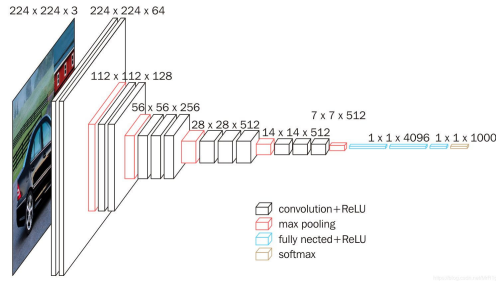 224 x 224 x 3
224 x 224 x 64
112 x 112 x 128
56 x 56 x 256
28 x 28 x 512
14 x 14 x 512
7 x 7 x 512
1 x 1 x 4096
1 x 1 x 1000
convolution+ReLU
max pooling
fully nected+ReLU
softmax